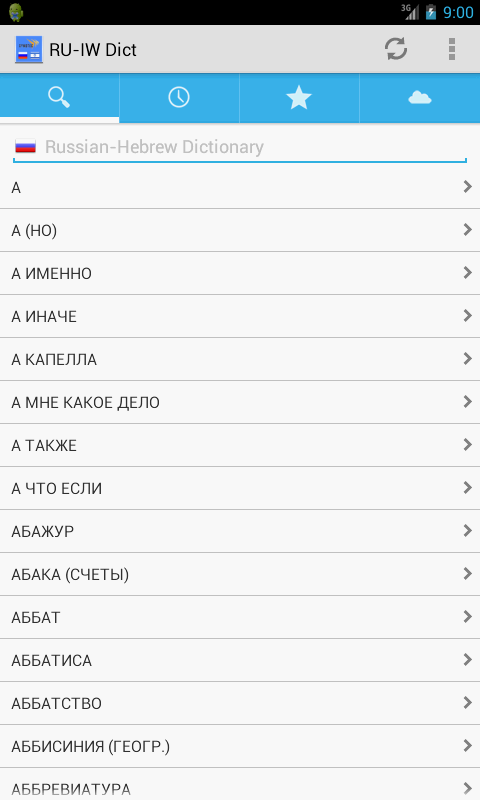 3G 9:00
RU-IW Dict
Russian-Hebrew Dictionary
А
А (НО)
А ИМЕННО
А ИНАЧЕ
А КАПЕЛЛА
А МНЕ КАКОЕ ДЕЛО
А ТАКЖЕ
А ЧТО ЕСЛИ
АБАЖУР
АБАКА (СЧЕТЫ)
АББАТ
АББАТИСА
АББАТСТВО
АББИСИНИЯ (ГЕОГР.)
АББРЕВИАТУРА